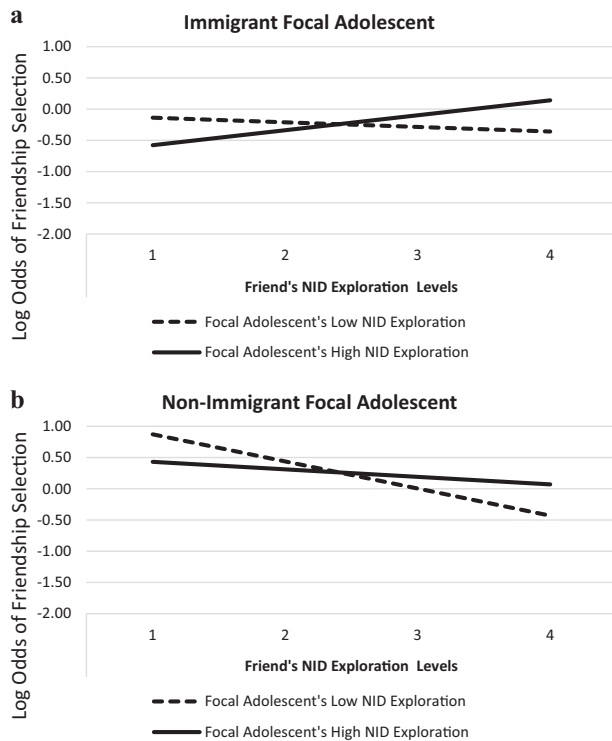 a
Immigrant Focal Adolescent
Log Odds of Friendship Selection
1.00
0.50
0.00
-0.50
-1.00
-1.50
-2.00
1 2 3 4
Friend's NID Exploration Levels
Focal Adolescent's Low NID Exploration
Focal Adolescent's High NID Exploration
b
Non-Immigrant Focal Adolescent
Log Odds of Friendship Selection
1.00
0.50
0.00
-0.50
-1.00
-1.50
-2.00
1 2 3 4
Friend's NID Exploration Levels
Focal Adolescent's Low NID Exploration
Focal Adolescent's High NID Exploration